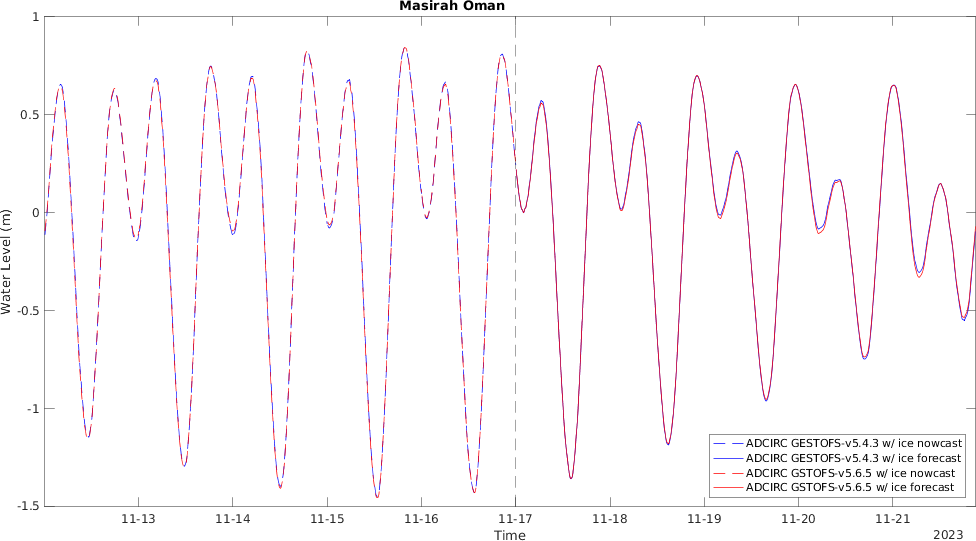 Masirah Oman
1
0.5
0
-0.5
-1
-1.5
Water Level (m)
11-13 11-14 11-15 11-16 11-17 11-18 11-19 11-20 11-21
Time
2023
ADCIRC GESTOFS-v5.4.3 w/ ice nowcast
ADCIRC GESTOFS-v5.4.3 w/ ice forecast
ADCIRC GSTOFS-v5.6.5 w/ ice nowcast
ADCIRC GSTOFS-v5.6.5 w/ ice forecast